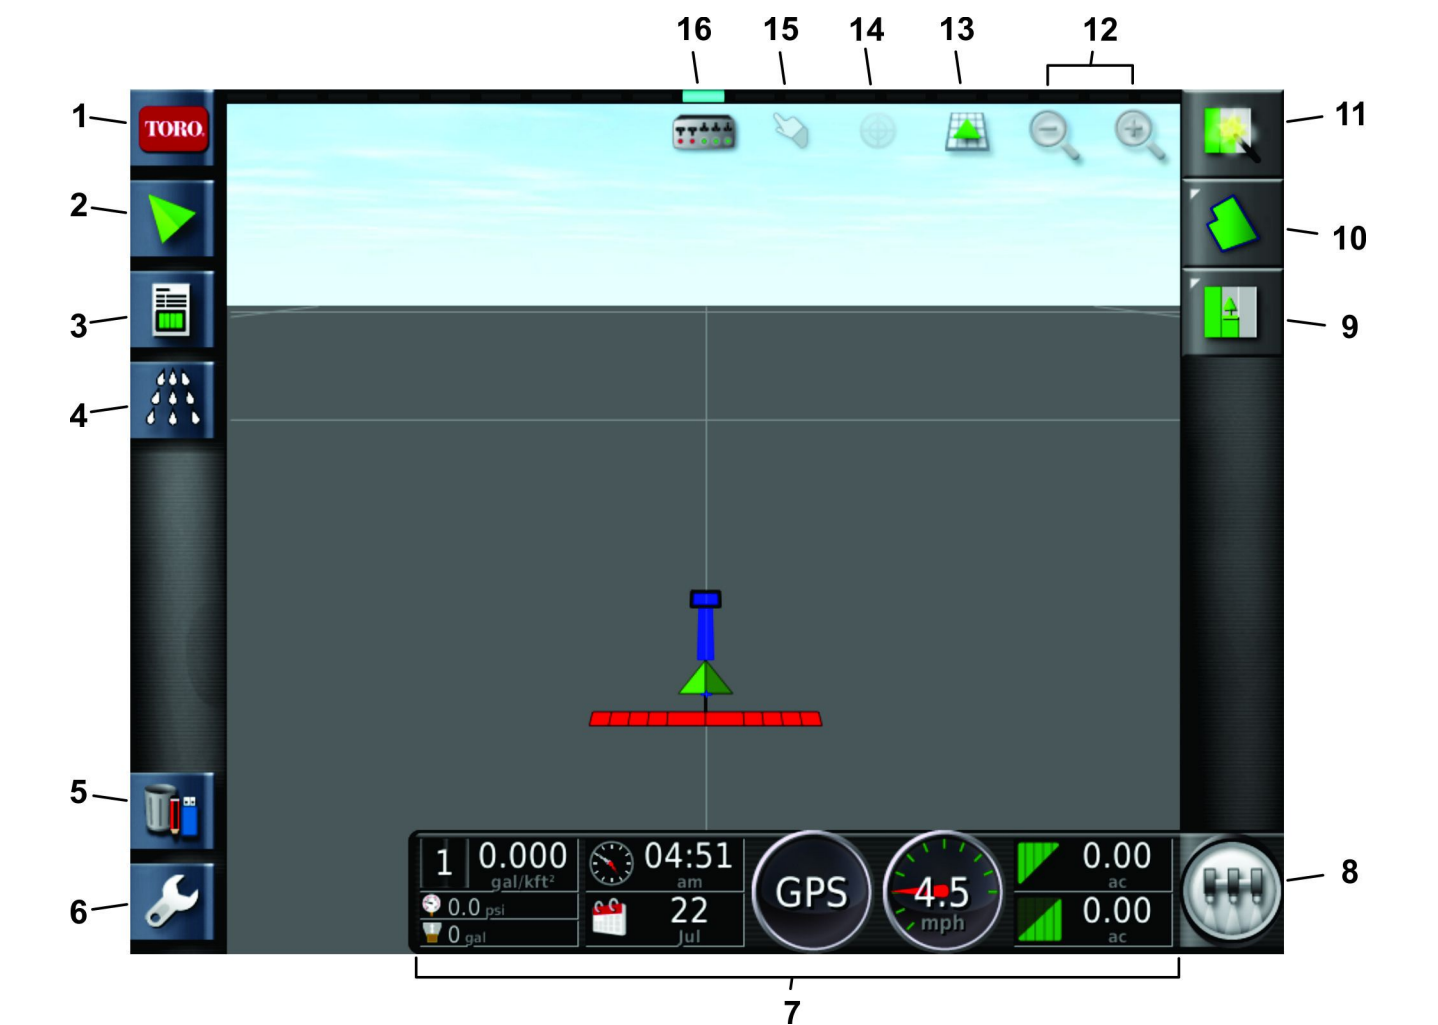 16 15 14 13 12
1 TORO 11
2
10
3 9
4
5
1 0.000 04:51 0.00
gal/kft² am ac
GPS 4.5 8
0.0 psi 22 0.00
6 mph
0 gal Jul ac
7